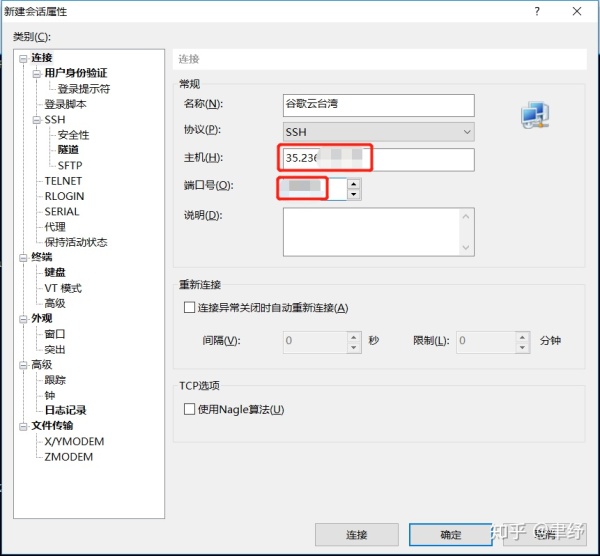 新建会话属性
?
类别(C):
连接
用户身份验证
登录提示符
登录脚本
SSH
安全性
隧道
SFTP
TELNET
RLOGIN
SERIAL
代理
保持活动状态
终端
键盘
VT 模式
高级
外观
窗口
突出
高级
跟踪
钟
日志记录
文件传输
X/YMODEM
ZMODEM
连接
常规
名称(N):
谷歌云台湾
协议(P):
SSH
主机(H):
35.236
端口号(O):
说明(D):
重新连接
连接异常关闭时自动重新连接(A)
间隔(V):
0
秒
限制(L):
0
分钟
TCP选项
使用Nagle算法(U)
连接
确定
取消
知乎 @聿纾